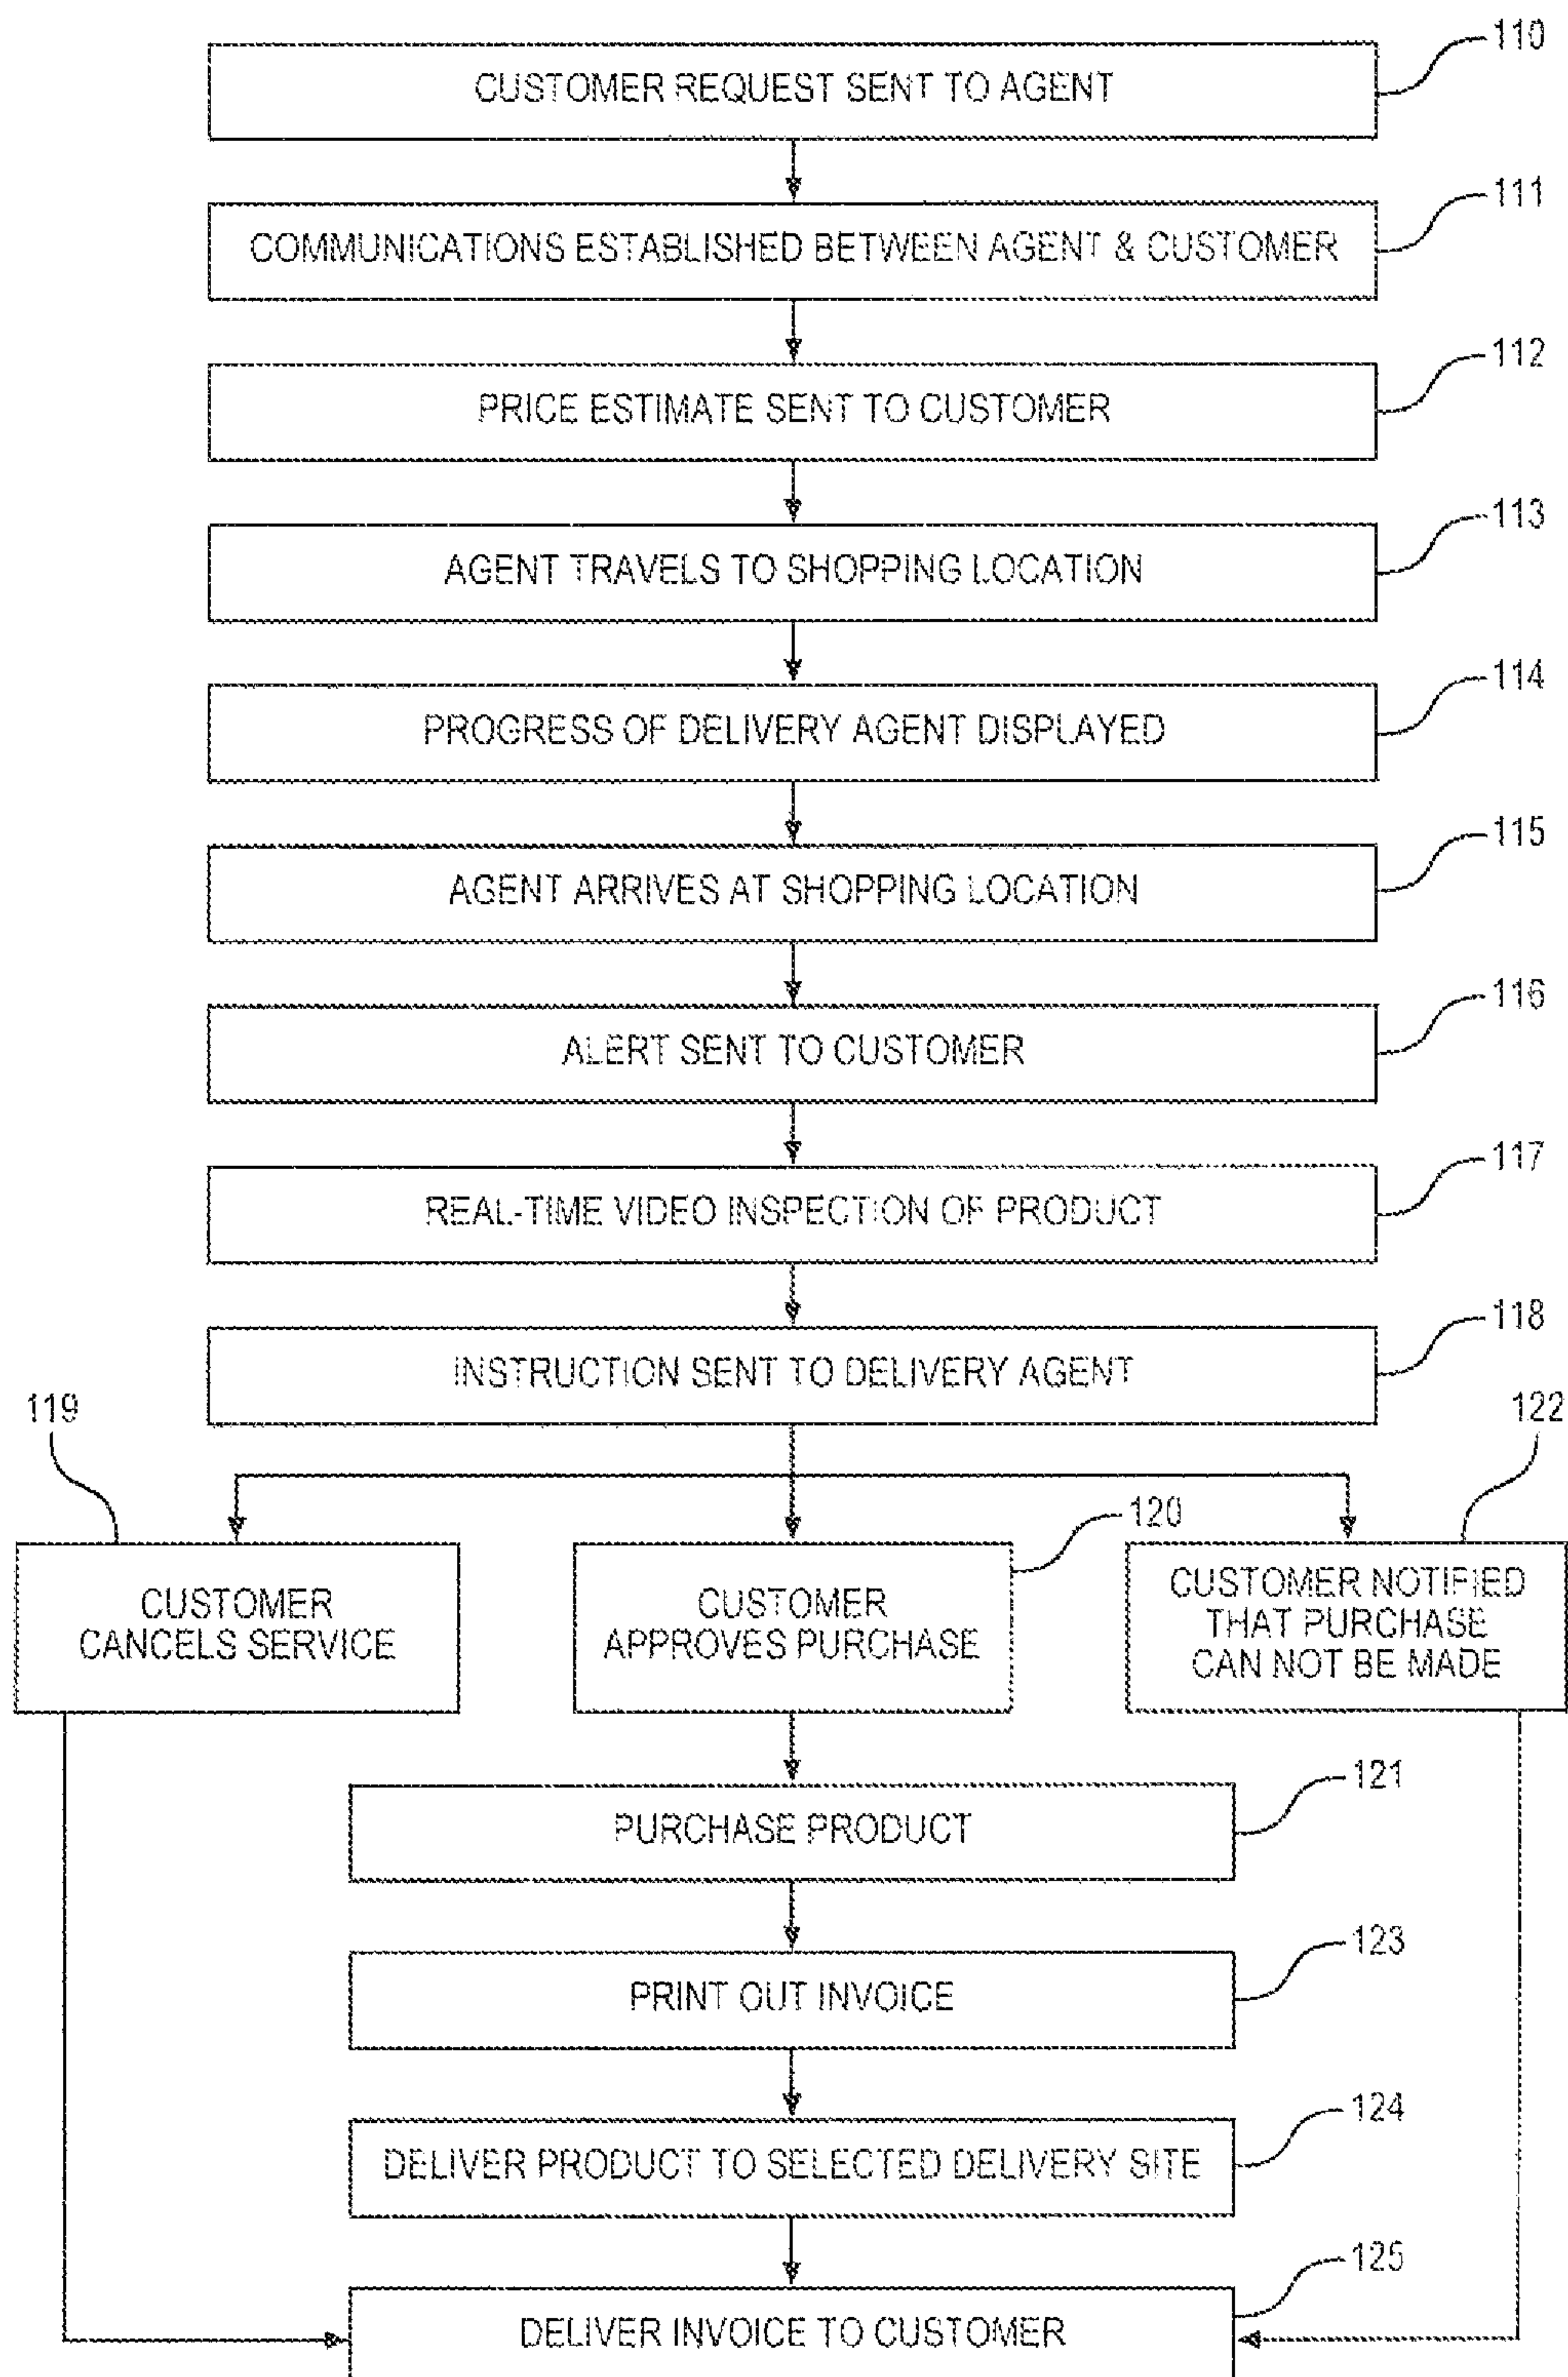 110
CUSTOMER REQUEST SENT TO AGENT
111
COMMUNICATIONS ESTABLISHED BETWEEN AGENT & CUSTOMER
112
PRICE ESTIMATE SENT TO CUSTOMER
113
AGENT TRAVELS TO SHOPPING LOCATION
114
PROGRESS OF DELIVERY AGENT DISPLAYED
115
AGENT ARRIVES AT SHOPPING LOCATION
116
ALERT SENT TO CUSTOMER
117
REAL-TIME VIDEO INSPECTION OF PRODUCT
118
INSTRUCTION SENT TO DELIVERY AGENT
119
CUSTOMER
CANCELS SERVICE
120
CUSTOMER
APPROVES PURCHASE
122
CUSTOMER NOTIFIED
THAT PURCHASE
CAN NOT BE MADE
121
PURCHASE PRODUCT
123
PRINT OUT INVOICE
124
DELIVER PRODUCT TO SELECTED DELIVERY SITE
125
DELIVER INVOICE TO CUSTOMER